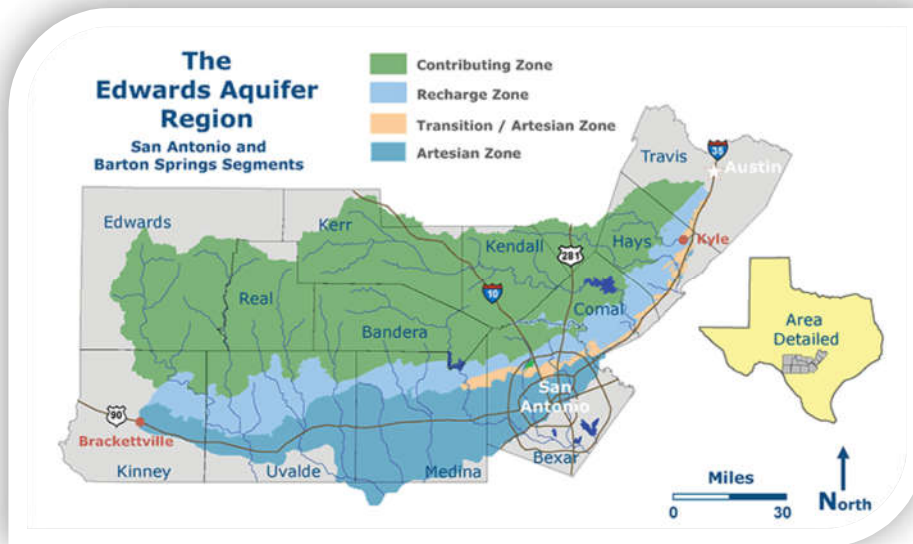 The
Edwards Aquifer
Region
San Antonio and
Barton Springs Segments
Contributing Zone
Recharge Zone
Transition / Artesian Zone
Artesian Zone
Travis
35
Austin
Edwards
Kerr
Kendall
Hays
Kyle
281
Real
10
Comal
Bandera
Area
Detailed
San
Antonio
90
Brackettville
Kinney
Uvalde
Medina
Bexar
Miles
0 30
North